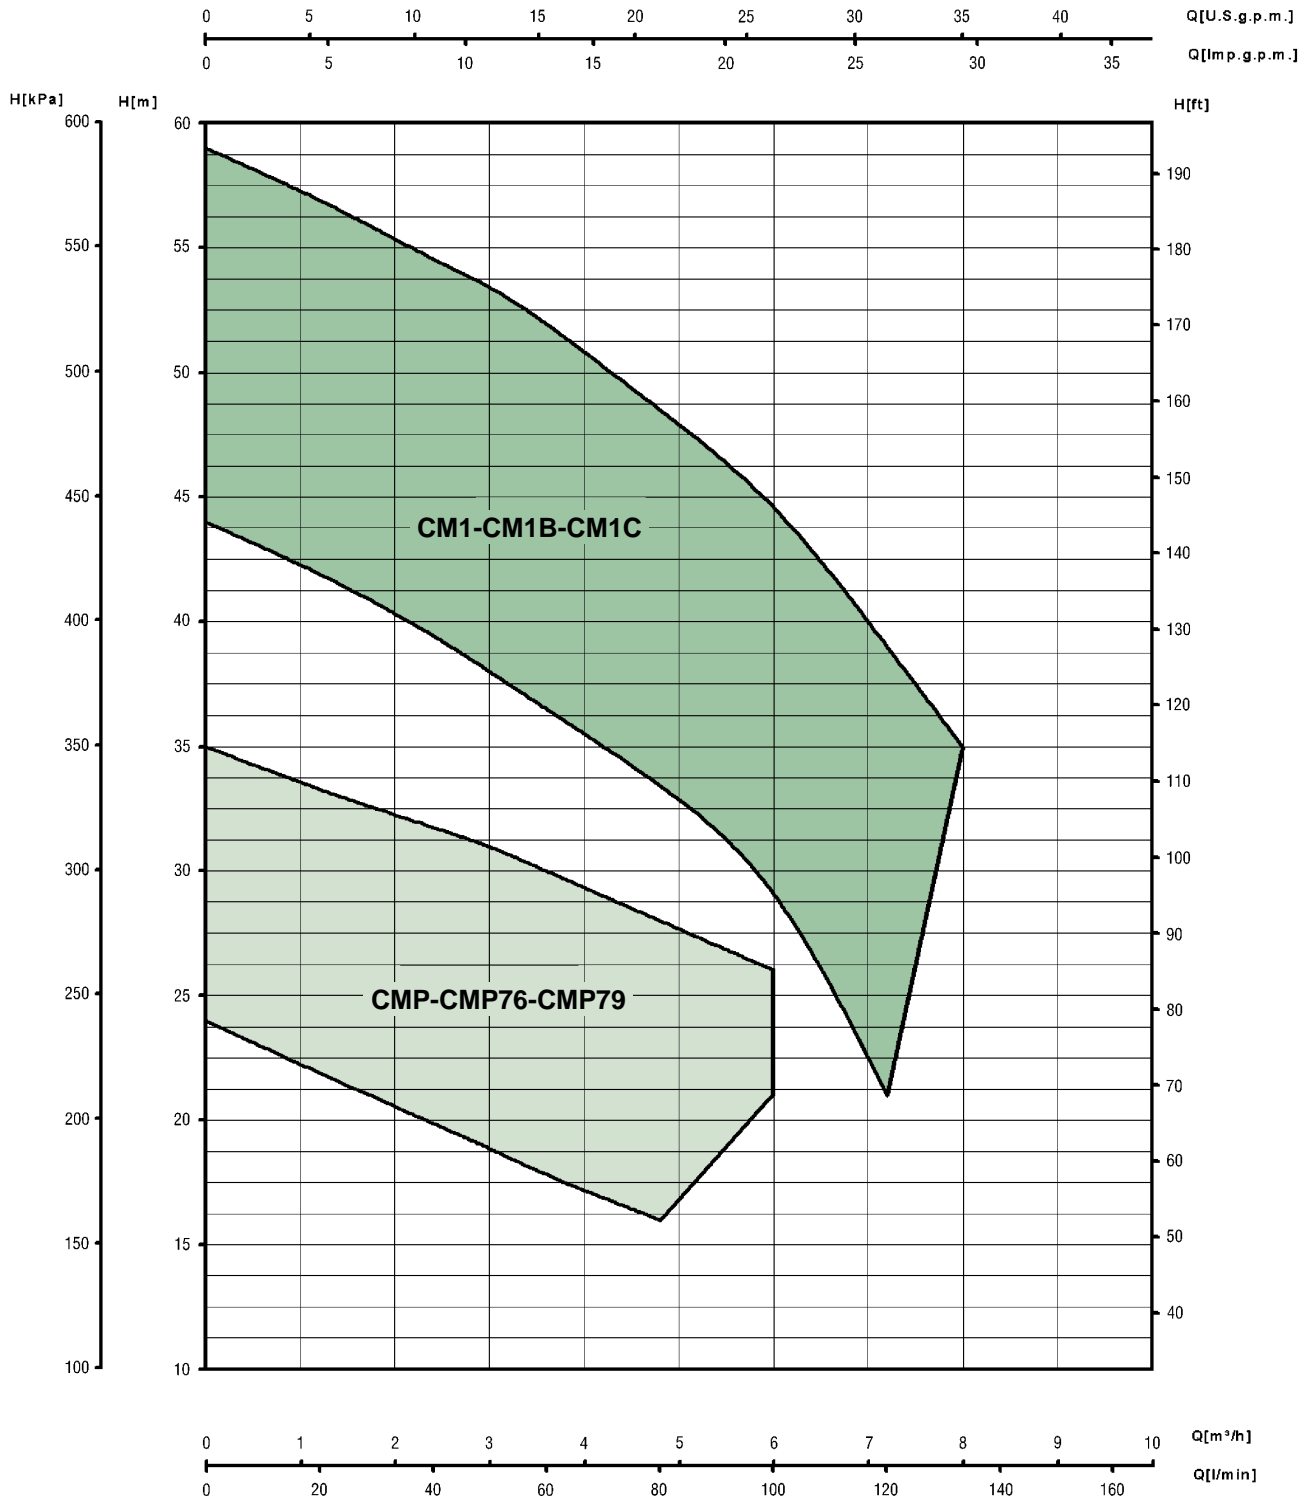 0 5 10 15 20 25 30 35 40 Q[U.S.g.p.m.]
0 5 10 15 20 25 30 35 Q[Imp.g.p.m.]
H[kPa] H[m] H[ft]
600 60
190
550 55 180
170
500 50
160
150
450 45
CM1-CM1B-CM1C
140
400 40 130
120
350 35
110
300 30 100
90
250 25 80
CMP-CMP76-CMP79
70
200 20
60
150 15 50
40
100 10
0 1 2 3 4 5 6 7 8 9 10 Q[m³/h]
0 20 40 60 80 100 120 140 160 Q[l/min]